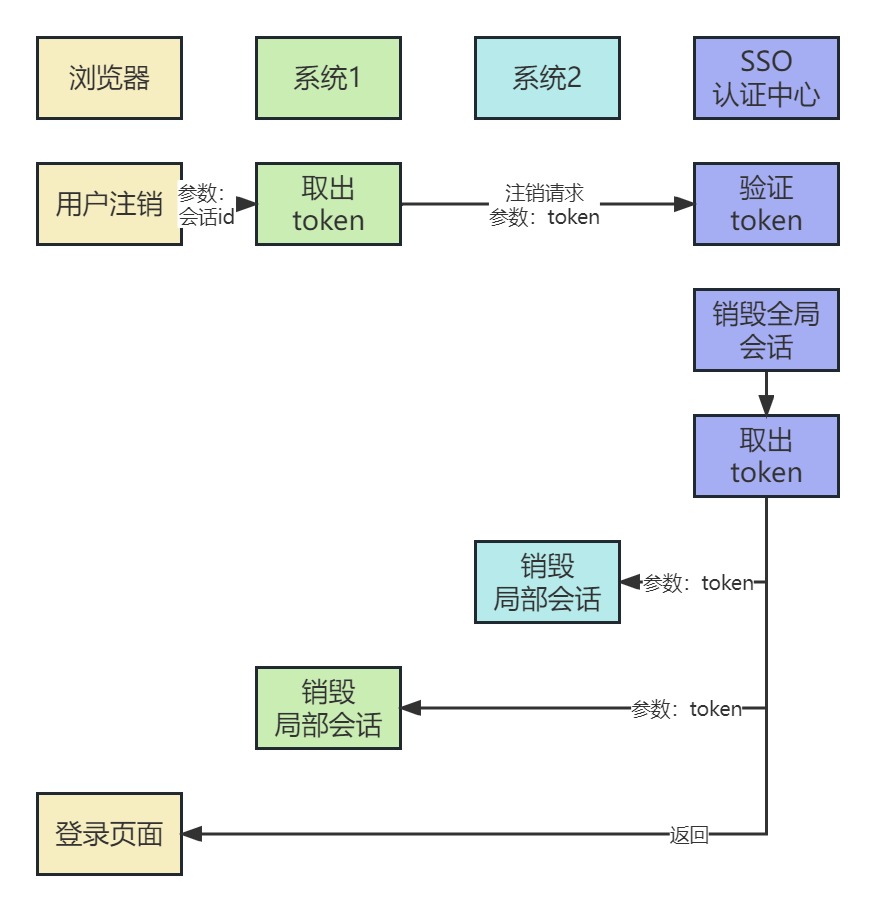 浏览器
系统1
系统2
SSO
认证中心
用户注销
参数：
会话id
取出
token
注销请求
参数：token
验证
token
销毁全局
会话
取出
token
销毁
局部会话
参数：token
销毁
局部会话
参数：token
登录页面
返回